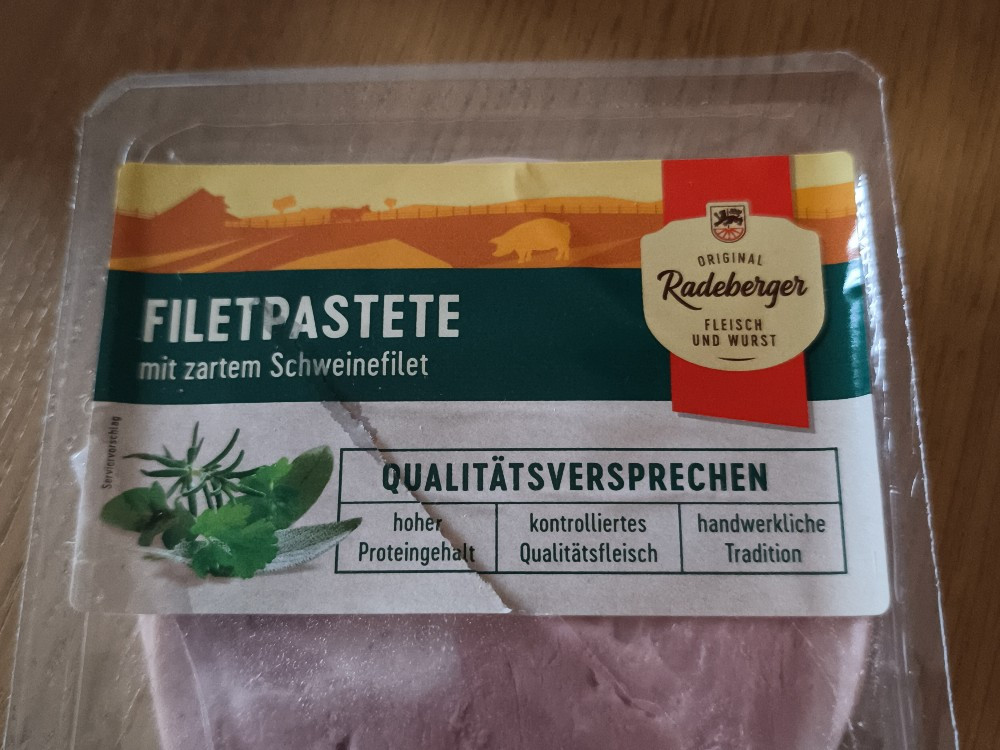 FILETPASTETE
mit zartem Schweinefilet
ORIGINAL
Radeberger
FLEISCH
UND WURST
Serviervorschlag
QUALITÄTSVERSPRECHEN
hoher
Proteingehalt
kontrolliertes
Qualitätsfleisch
handwerkliche
Tradition